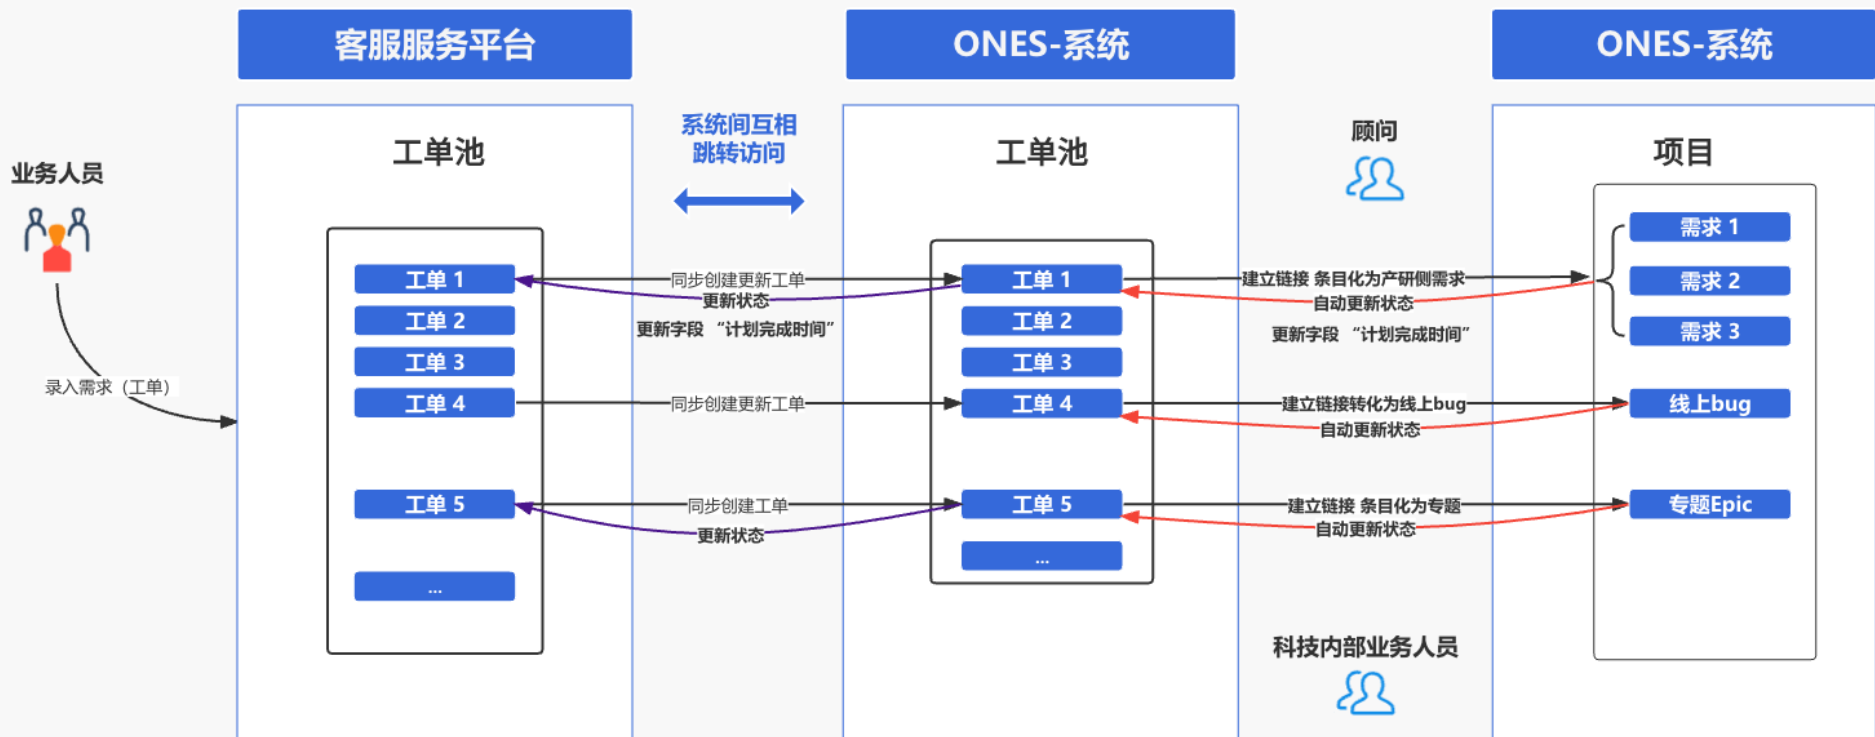 客服服务平台
ONES-系统
ONES-系统
业务人员
录入需求（工单）
工单池
工单 1
工单 2
工单 3
工单 4
工单 5
...
系统间互相
跳转访问
同步创建更新工单
更新状态
更新字段 “计划完成时间”
同步创建更新工单
同步创建工单
更新状态
工单池
工单 1
工单 2
工单 3
工单 4
工单 5
...
顾问
建立链接 条目化为产研侧需求
自动更新状态
更新字段 “计划完成时间”
建立链接转化为线上bug
自动更新状态
建立链接 条目化为专题
自动更新状态
科技内部业务人员
项目
需求 1
需求 2
需求 3
线上bug
专题Epic